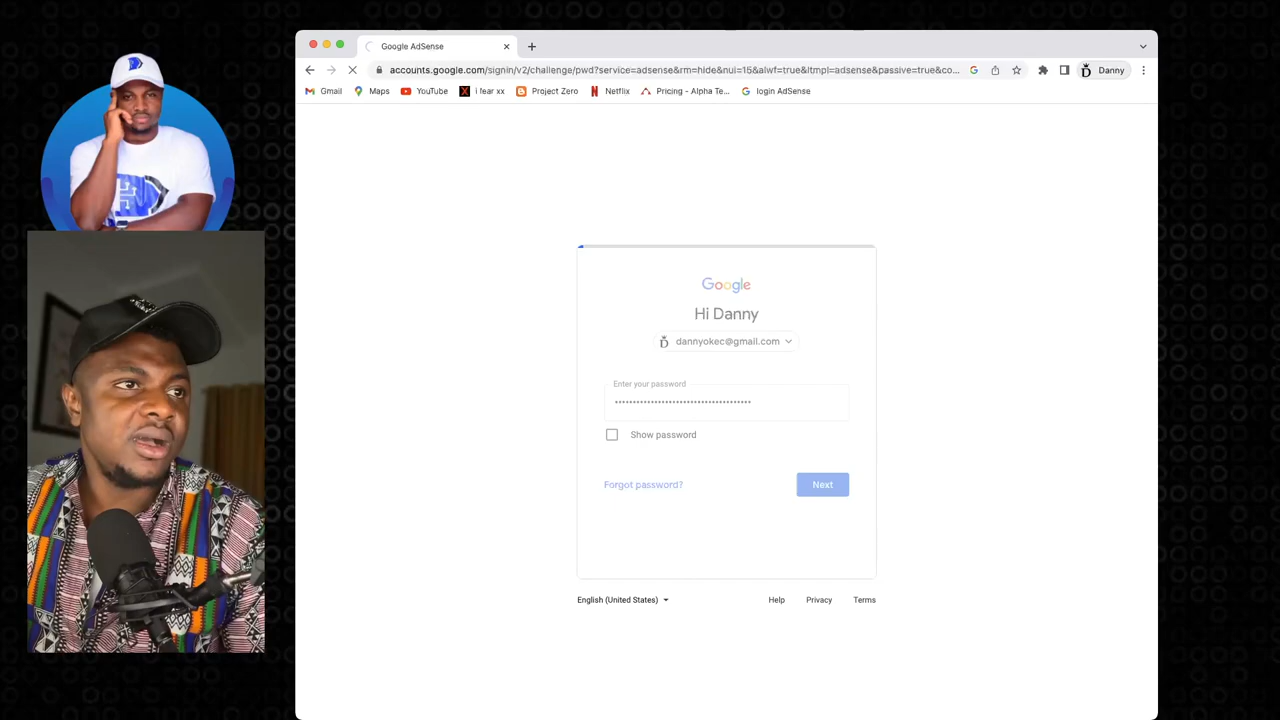 Google AdSense
accounts.google.com/signin/v2/challenge/pwd?service=adsense&rm=hide&nui=15&alwf=true&ltmpl=adsense&passive=true&co...
Danny
Gmail
Maps
YouTube
i fear xx
Project Zero
Netflix
Pricing - Alpha Te...
login AdSense
Google
Hi Danny
dannyokec@gmail.com
Enter your password
••••••••••••••••••••••••••••••••••••••
Show password
Forgot password?
Next
English (United States)
Help
Privacy
Terms